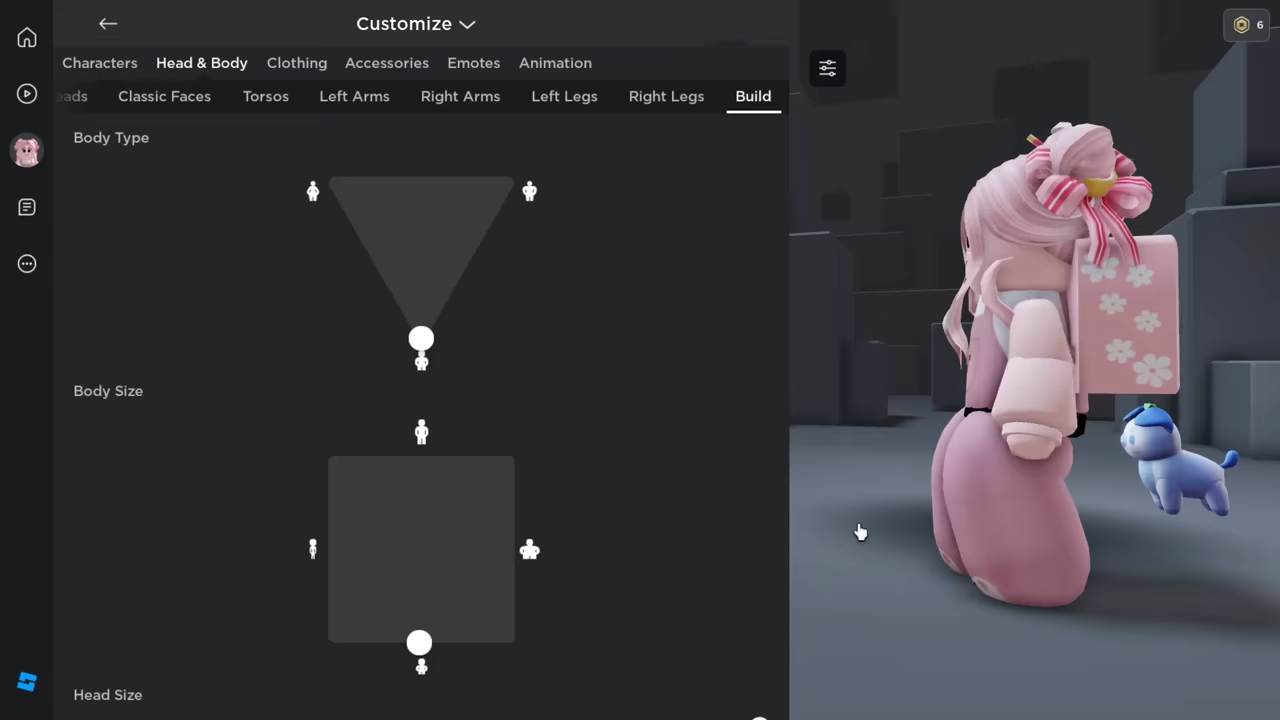 Customize
6
Characters Head & Body Clothing Accessories Emotes Animation
eads Classic Faces Torsos Left Arms Right Arms Left Legs Right Legs Build
Body Type
Body Size
Head Size